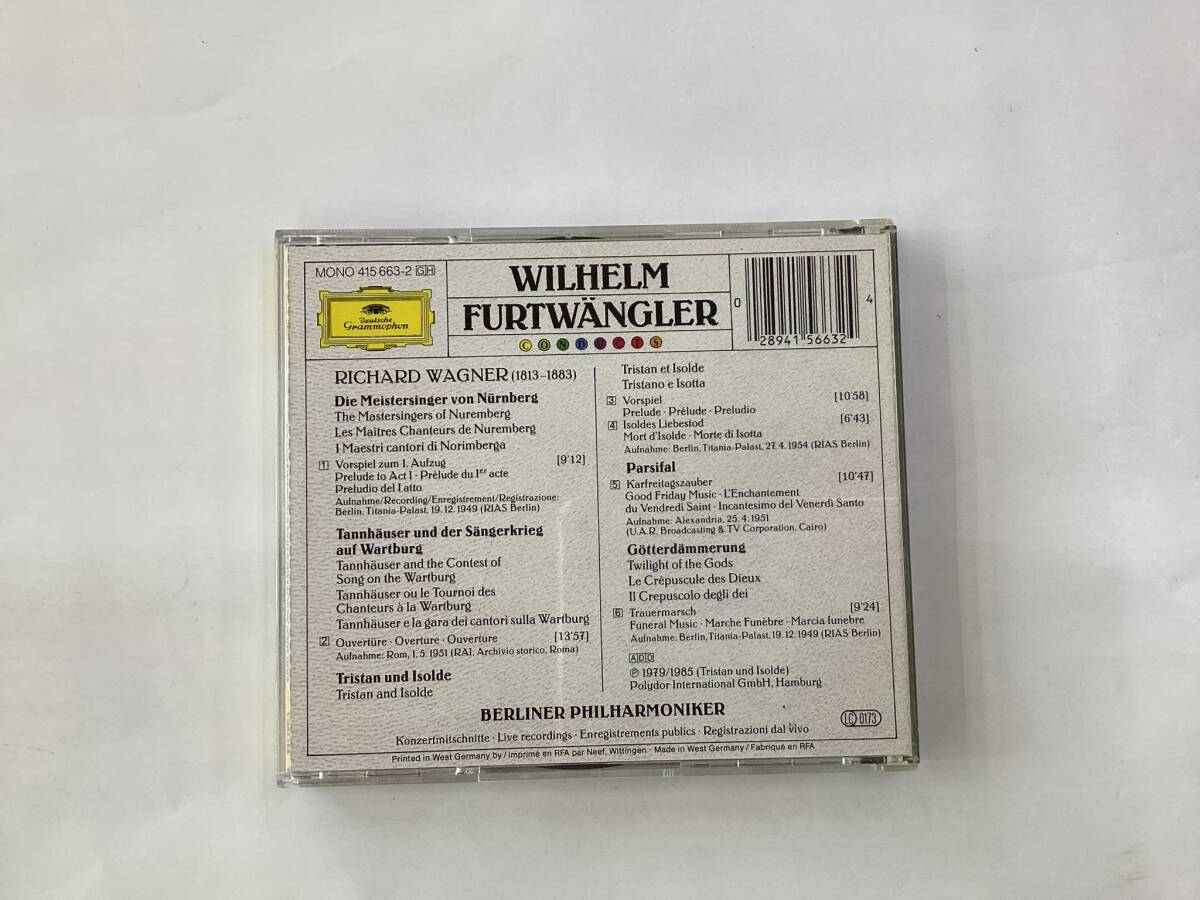 MONO 415 663-2 GH
Deutsche
Grammophon
WILHELM
FURTWÄNGLER
CONDUCTS
0
28941 56632
4
RICHARD WAGNER (1813–1883)
Die Meistersinger von Nürnberg
The Mastersingers of Nuremberg
Les Maîtres Chanteurs de Nuremberg
I Maestri cantori di Norimberga
1 Vorspiel zum 1. Aufzug [9'12]
Prelude to Act I · Prélude du Ier acte
Preludio del I atto
Aufnahme/Recording/Enregistrement/Registrazione:
Berlin, Titania-Palast, 19. 12. 1949 (RIAS Berlin)
Tannhäuser und der Sängerkrieg
auf Wartburg
Tannhäuser and the Contest of
Song on the Wartburg
Tannhäuser ou le Tournoi des
Chanteurs à la Wartburg
Tannhäuser e la gara dei cantori sulla Wartburg
2 Ouvertüre · Overture · Ouverture [13'57]
Aufnahme: Rom, 1. 5. 1951 (RAI, Archivio storico, Roma)
Tristan und Isolde
Tristan and Isolde
Tristan et Isolde
Tristano e Isotta
3 Vorspiel [10'58]
Prelude · Prélude · Preludio
4 Isoldes Liebestod [6'43]
Mort d'Isolde · Morte di Isotta
Aufnahme: Berlin, Titania-Palast, 27. 4. 1954 (RIAS Berlin)
Parsifal
5 Karfreitagszauber [10'47]
Good Friday Music · L'Enchantement
du Vendredi Saint · Incantesimo del Venerdì Santo
Aufnahme: Alexandria, 25. 4. 1951
(U.A.R. Broadcasting & TV Corporation, Cairo)
Götterdämmerung
Twilight of the Gods
Le Crépuscule des Dieux
Il Crepuscolo degli dei
6 Trauermarsch [9'24]
Funeral Music · Marche Funèbre · Marcia funebre
Aufnahme: Berlin, Titania-Palast, 19. 12. 1949 (RIAS Berlin)
ADD
℗ 1979/1985 (Tristan und Isolde)
Polydor International GmbH, Hamburg
BERLINER PHILHARMONIKER
LC 0173
Konzertmitschnitte · Live recordings · Enregistrements publics · Registrazioni dal vivo
Printed in West Germany by / Imprimé en RFA par Neef, Wittingen · Made in West Germany / Fabriqué en RFA